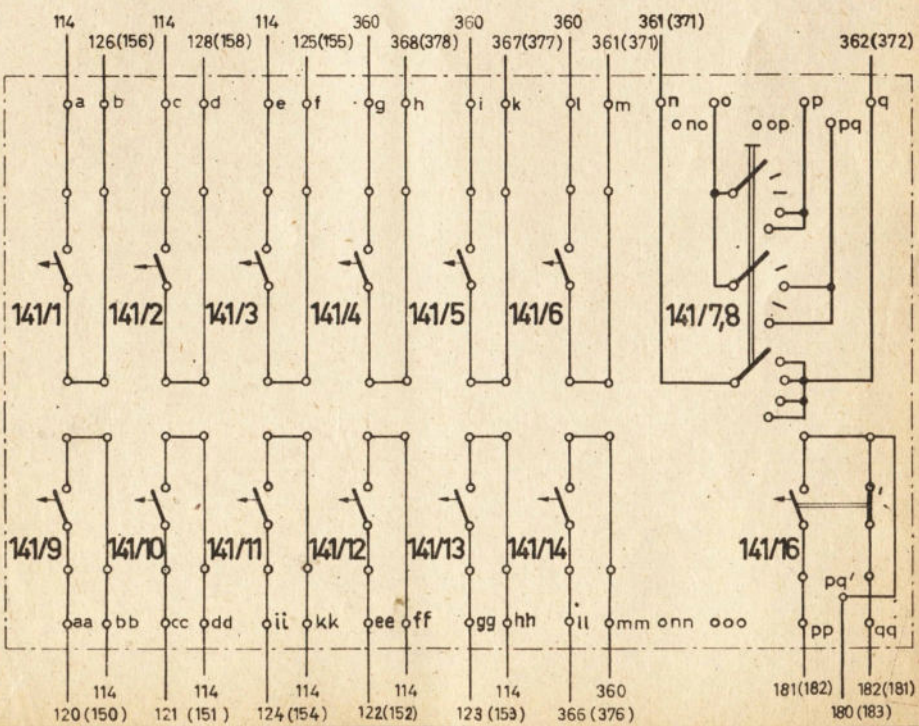 114 114 114 360 360 360 361(371)
126(156) 128(158) 125(155) 368(378) 367(377) 361(371) 362(372)
a b c d e f g h i k l m n o p q
no op pq
141/1 141/2 141/3 141/4 141/5 141/6 141/7,8
141/9 141/10 141/11 141/12 141/13 141/14 141/16
pq'
aa bb cc dd ii kk ee ff gg hh ll mm nn oo pp qq
114 114 114 114 114 360 181(182) 182(181)
120(150) 121(151) 124(154) 122(152) 123(153) 366(376) 180(183)